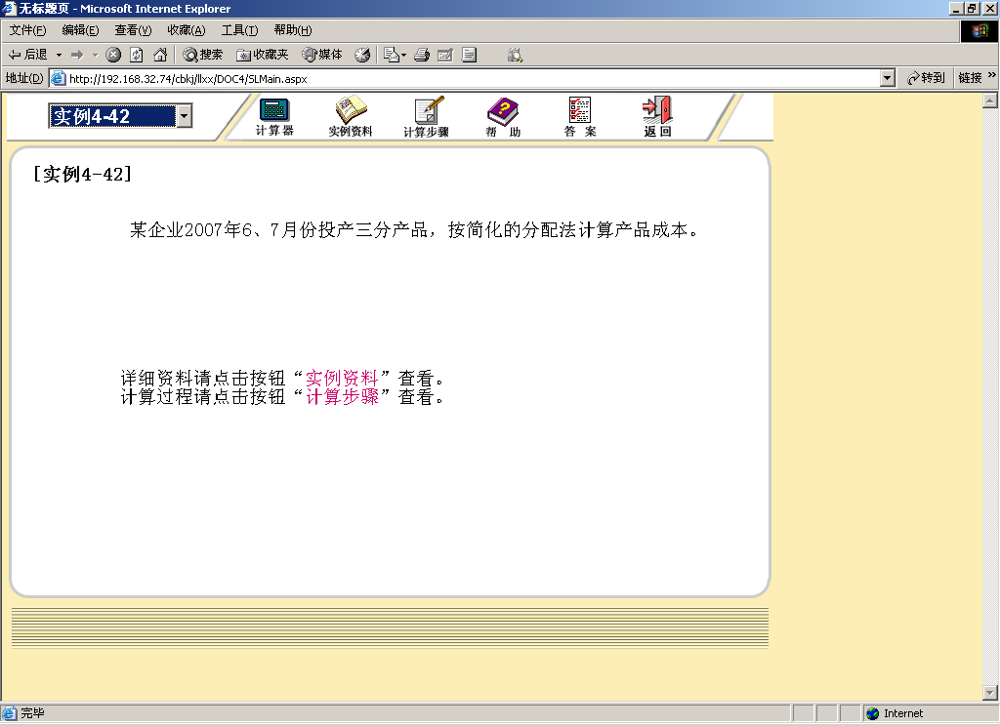 无标题页 - Microsoft Internet Explorer
文件(F) 编辑(E) 查看(V) 收藏(A) 工具(T) 帮助(H)
后退 搜索 收藏夹 媒体
地址(D) http://192.168.32.74/cbkj/llxx/DOC4/SLMain.aspx 转到 链接 »
实例4-42 计算器 实例资料 计算步骤 帮 助 答 案 返回
[实例4-42]
某企业2007年6、7月份投产三分产品，按简化的分配法计算产品成本。
详细资料请点击按钮“实例资料”查看。
计算过程请点击按钮“计算步骤”查看。
完毕 Internet